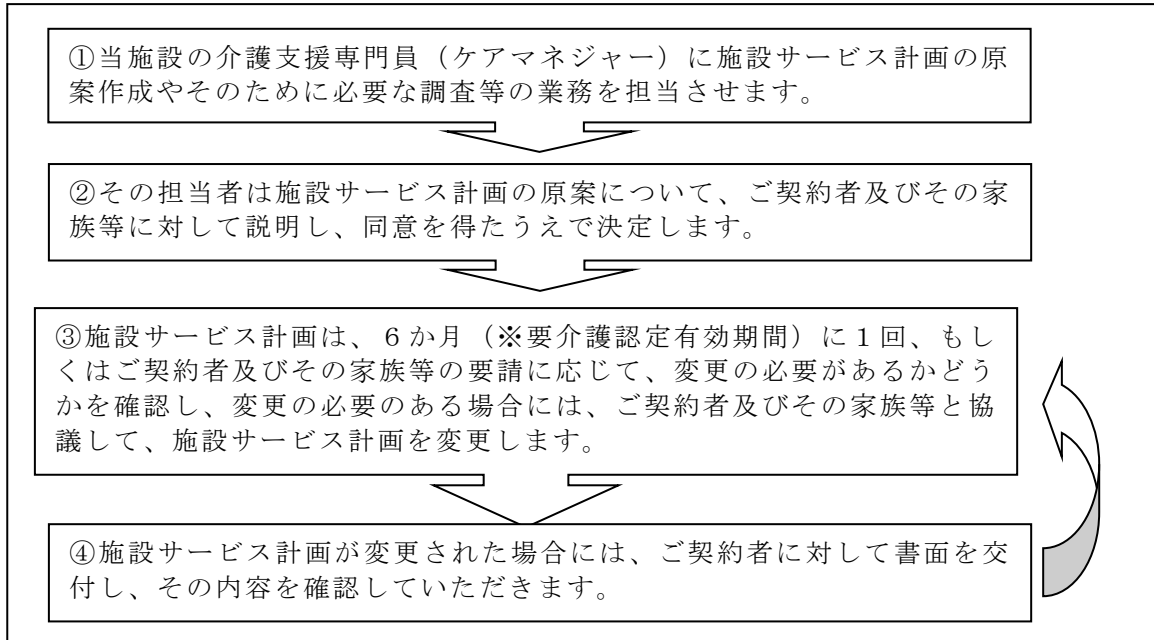 ①当施設の介護支援専門員（ケアマネジャー）に施設サービス計画の原
案作成やそのために必要な調査等の業務を担当させます。
②その担当者は施設サービス計画の原案について、ご契約者及びその家
族等に対して説明し、同意を得たうえで決定します。
③施設サービス計画は、６か月（※要介護認定有効期間）に１回、もし
くはご契約者及びその家族等の要請に応じて、変更の必要があるかどう
かを確認し、変更の必要のある場合には、ご契約者及びその家族等と協
議して、施設サービス計画を変更します。
④施設サービス計画が変更された場合には、ご契約者に対して書面を交
付し、その内容を確認していただきます。